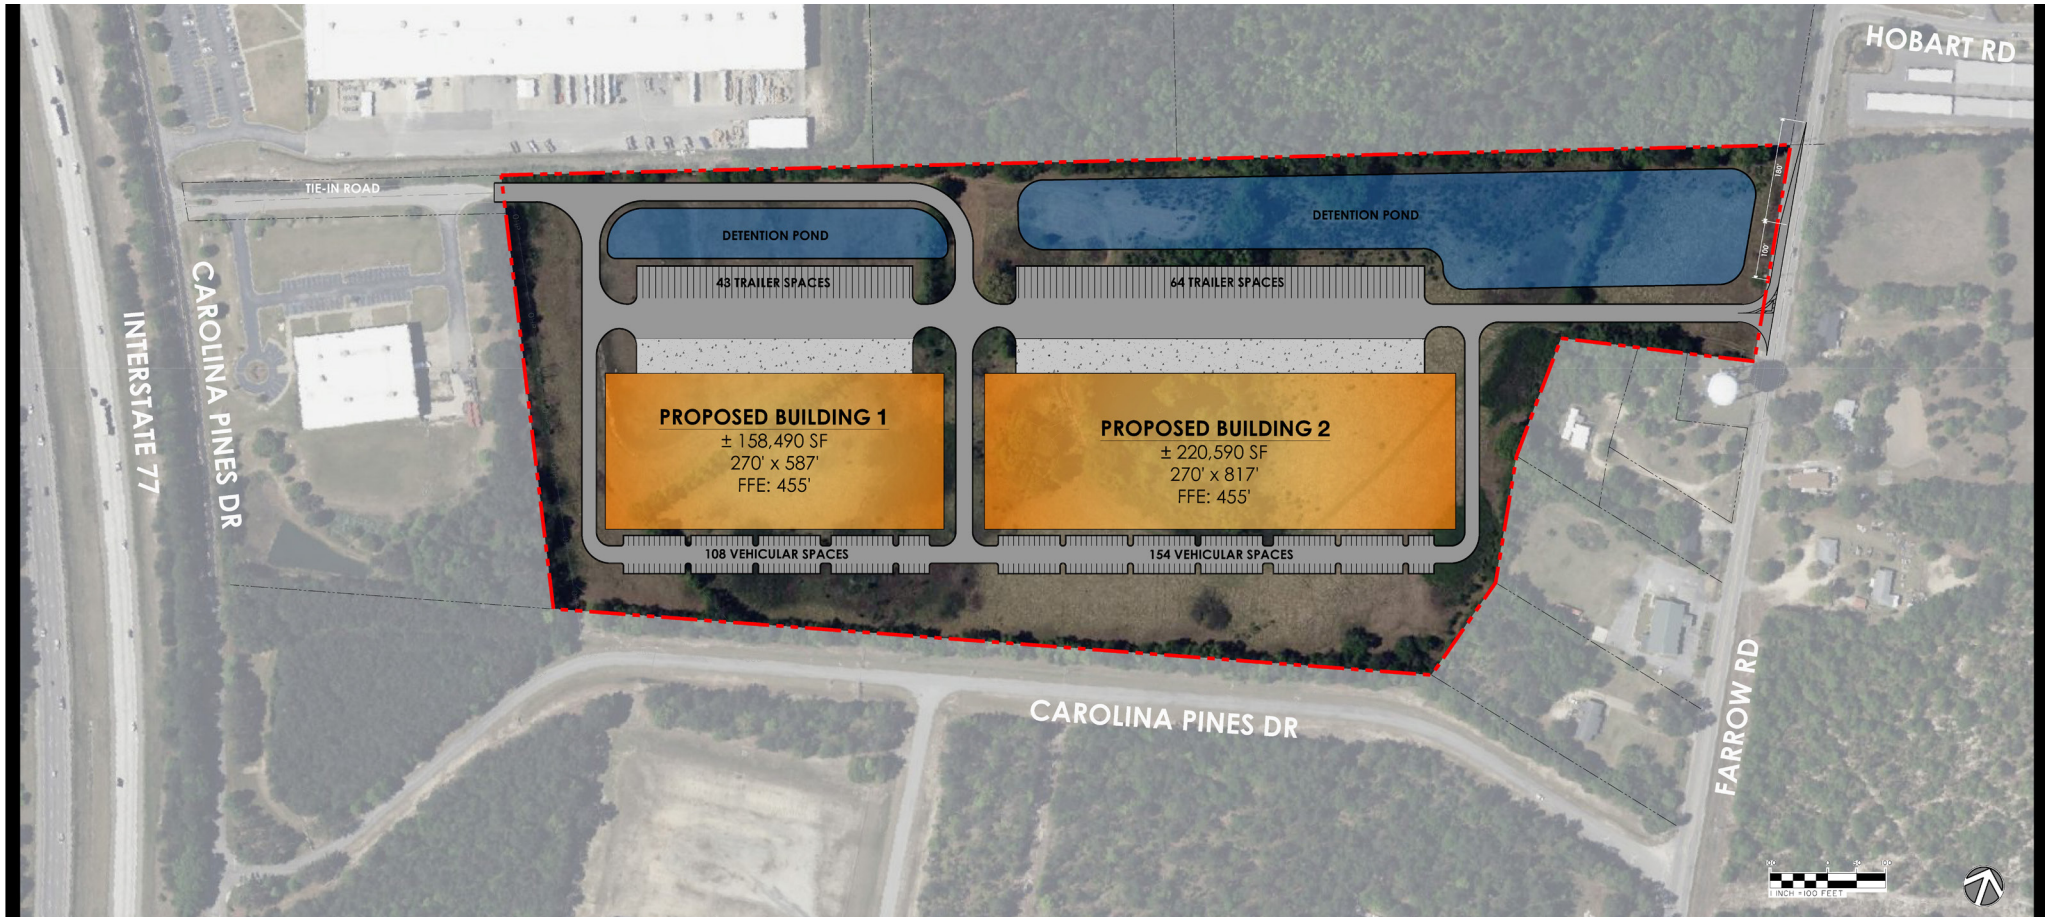 HOBART RD
TIE-IN ROAD
180'
DETENTION POND
DETENTION POND
100'
43 TRAILER SPACES
64 TRAILER SPACES
CAROLINA PINES DR
INTERSTATE 77
PROPOSED BUILDING 1
± 158,490 SF
270' x 587'
FFE: 455'
PROPOSED BUILDING 2
± 220,590 SF
270' x 817'
FFE: 455'
108 VEHICULAR SPACES
154 VEHICULAR SPACES
CAROLINA PINES DR
FARROW RD
1 INCH =100 FEET